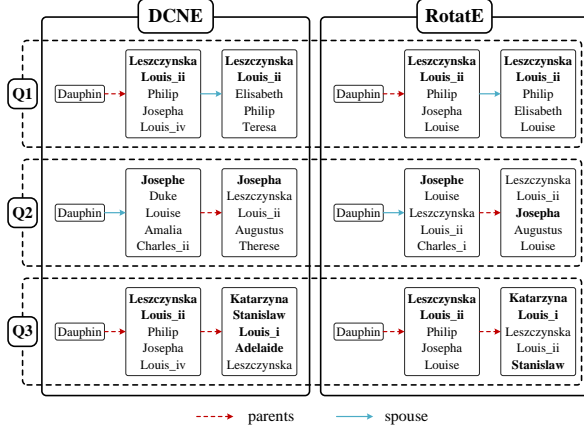 DCNE
RotatE
Q1
Dauphin
Leszczynska
Louis_ii
Philip
Josepha
Louis_iv
Leszczynska
Louis_ii
Elisabeth
Philip
Teresa
Dauphin
Leszczynska
Louis_ii
Philip
Josepha
Louise
Leszczynska
Louis_ii
Philip
Elisabeth
Louise
Q2
Dauphin
Josephe
Duke
Louise
Amalia
Charles_ii
Josepha
Leszczynska
Louis_ii
Augustus
Therese
Dauphin
Josephe
Louise
Leszczynska
Louis_ii
Charles_i
Leszczynska
Louis_ii
Josepha
Augustus
Louise
Q3
Dauphin
Leszczynska
Louis_ii
Philip
Josepha
Louis_iv
Katarzyna
Stanislaw
Louis_i
Adelaide
Leszczynska
Dauphin
Leszczynska
Louis_ii
Philip
Josepha
Louise
Katarzyna
Louis_i
Leszczynska
Louis_ii
Stanislaw
parents
spouse